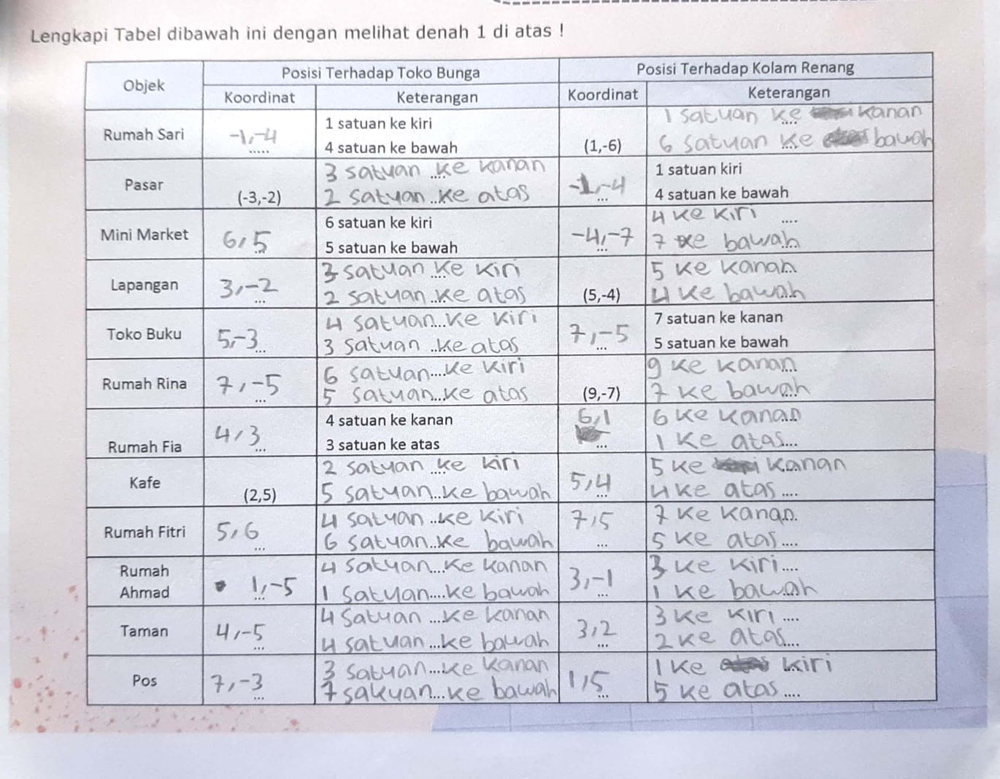 Lengkapi Tabel dibawah ini dengan melihat denah 1 di atas !
Objek
Posisi Terhadap Toko Bunga
Posisi Terhadap Kolam Renang
Koordinat
Keterangan
Koordinat
Keterangan
Rumah Sari
-1,-4
.....
1 satuan ke kiri
4 satuan ke bawah
(1,-6)
1 satuan ke kanan
6 satuan ke bawah
Pasar
(-3,-2)
3 satuan ... ke kanan
2 satuan ... ke atas
-1,-4
...
1 satuan kiri
4 satuan ke bawah
Mini Market
6,5
6 satuan ke kiri
5 satuan ke bawah
-4,-7
...
4 ke kiri ....
7 ke bawah
Lapangan
3,-2
...
3 satuan ke kiri
2 satuan ... ke atas
(5,-4)
5 ke kanan
4 ke bawah
Toko Buku
5,-3
...
4 satuan ... ke kiri
3 satuan ... ke atas
7,-5
...
7 satuan ke kanan
5 satuan ke bawah
Rumah Rina
7,-5
...
6 satuan .... ke kiri
5 satuan ... ke atas
(9,-7)
9 ke kanan
7 ke bawah
Rumah Fia
4,3
...
4 satuan ke kanan
3 satuan ke atas
6,1
...
6 ke kanan
1 ke atas ...
Kafe
(2,5)
2 satuan ke kiri
5 satuan ... ke bawah
5,4
...
5 ke kanan
4 ke atas ....
Rumah Fitri
5,6
...
4 satuan ... ke kiri
6 satuan ... ke bawah
7,5
...
7 ke kanan
5 ke atas ....
Rumah
Ahmad
1,-5
...
4 satuan ... ke kanan
1 satuan .... ke bawah
3,-1
...
3 ke kiri ....
1 ke bawah
Taman
4,-5
...
4 satuan ... ke kanan
4 satuan ... ke bawah
3,2
...
3 ke kiri ....
2 ke atas ....
Pos
7,-3
...
3 satuan ... ke kanan
7 sakuan ... ke bawah
1,5
...
1 ke kiri
5 ke atas ....